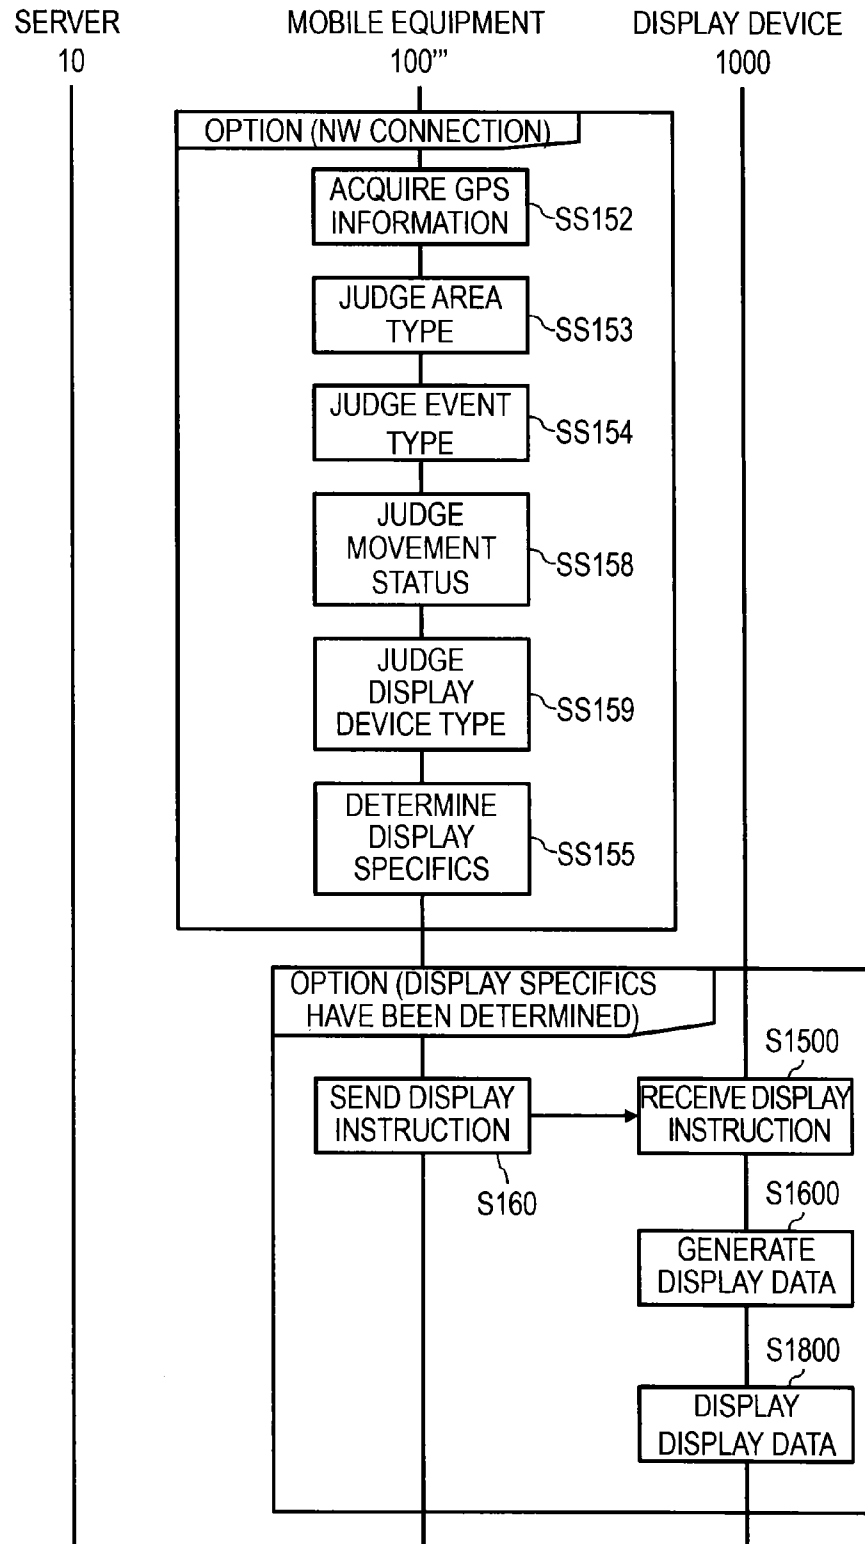 SERVER
10
MOBILE EQUIPMENT
100'''
DISPLAY DEVICE
1000
OPTION (NW CONNECTION)
ACQUIRE GPS
INFORMATION
SS152
JUDGE AREA
TYPE
SS153
JUDGE EVENT
TYPE
SS154
JUDGE
MOVEMENT
STATUS
SS158
JUDGE
DISPLAY
DEVICE TYPE
SS159
DETERMINE
DISPLAY
SPECIFICS
SS155
OPTION (DISPLAY SPECIFICS
HAVE BEEN DETERMINED)
SEND DISPLAY
INSTRUCTION
S160
S1500
RECEIVE DISPLAY
INSTRUCTION
S1600
GENERATE
DISPLAY DATA
S1800
DISPLAY
DISPLAY DATA